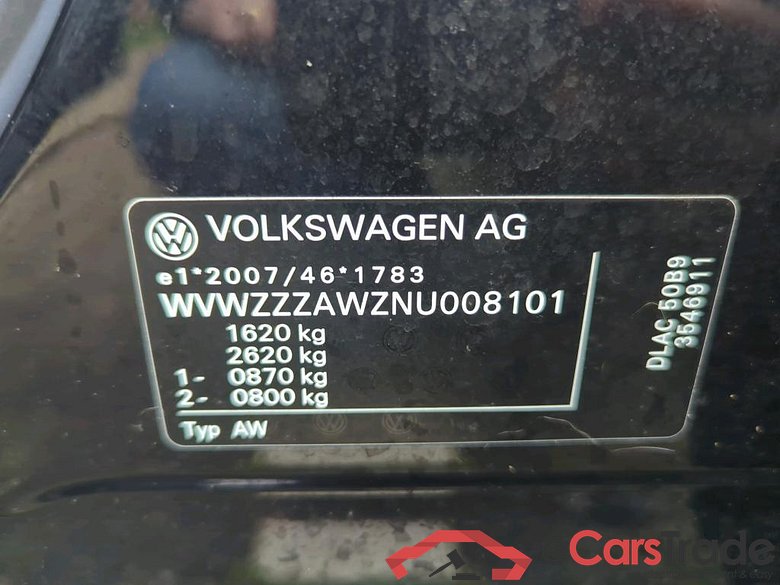 VOLKSWAGEN AG
e1*2007/46*1783
WVWZZZAWZNU008101
1620 kg
2620 kg
1- 0870 kg
2- 0800 kg
Typ AW
DLAC 50B9
3546911
CarsTrade